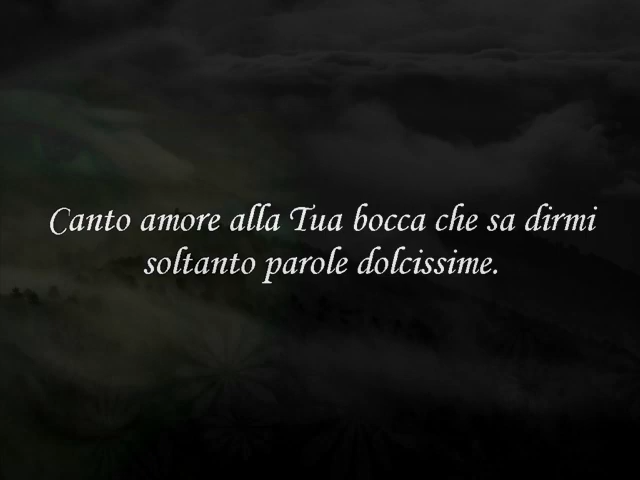 Canto amore alla Tua bocca che sa dirmi
soltanto parole dolcissime.